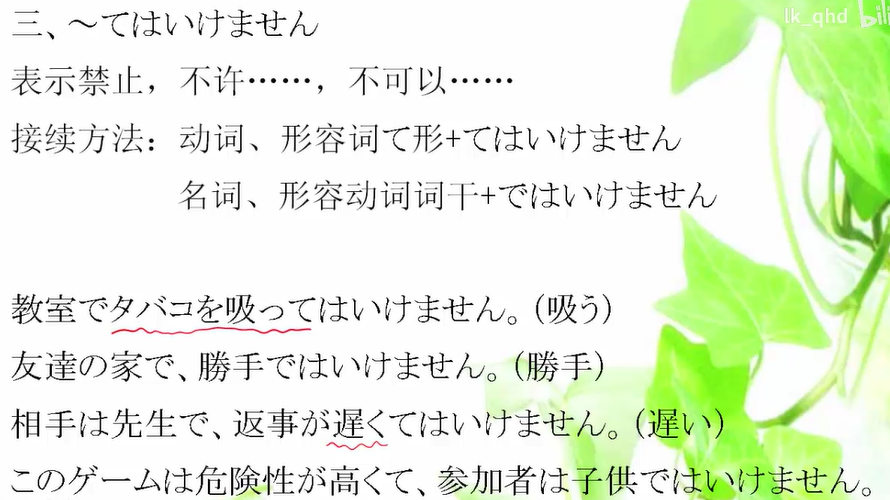 lk_qhd bili
三、～てはいけません
表示禁止，不许……，不可以……
接续方法：动词、形容词て形+てはいけません
名词、形容动词词干+ではいけません
教室でタバコを吸ってはいけません。（吸う）
友達の家で、勝手ではいけません。（勝手）
相手は先生で、返事が遅くてはいけません。（遅い）
このゲームは危険性が高くて、参加者は子供ではいけません。